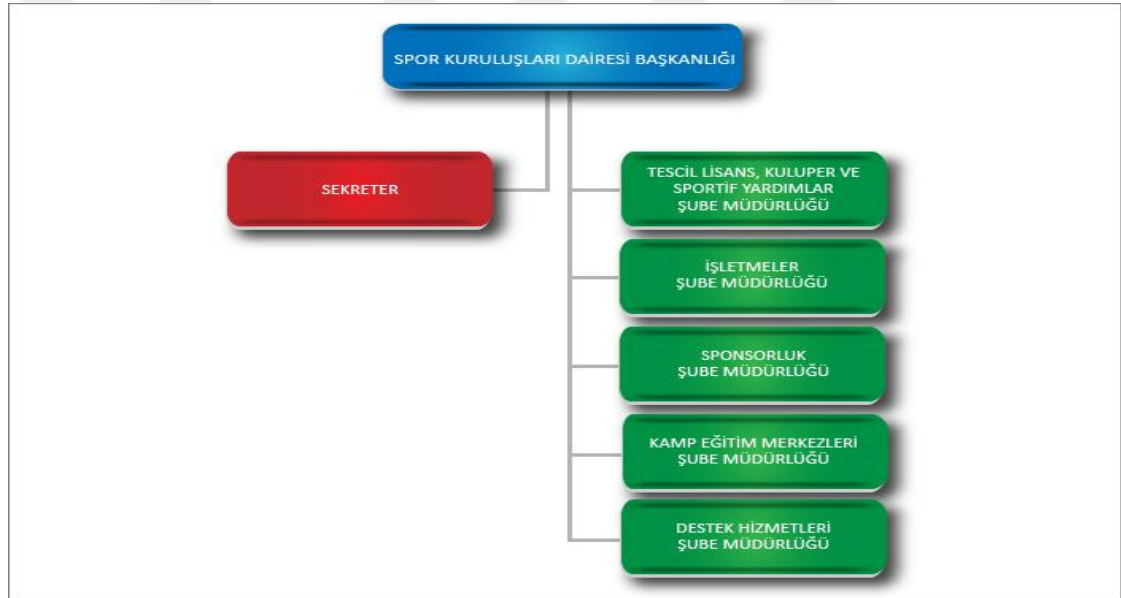 SPOR KURULUŞLARI DAİRESİ BAŞKANLIĞI
SEKRETER
TESCİL LİSANS, KULUPER VE
SPORTİF YARDIMLAR
ŞUBE MÜDÜRLÜĞÜ
İŞLETMELER
ŞUBE MÜDÜRLÜĞÜ
SPONSORLUK
ŞUBE MÜDÜRLÜĞÜ
KAMP EĞİTİM MERKEZLERİ
ŞUBE MÜDÜRLÜĞÜ
DESTEK HİZMETLERİ
ŞUBE MÜDÜRLÜĞÜ